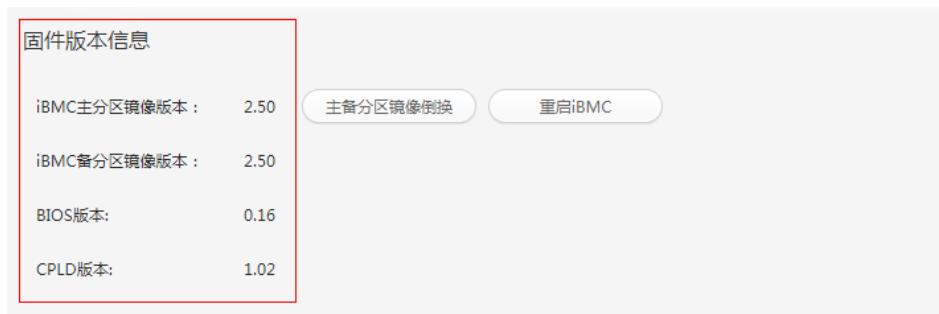 固件版本信息
iBMC主分区镜像版本： 2.50 主备分区镜像倒换 重启iBMC
iBMC备分区镜像版本： 2.50
BIOS版本: 0.16
CPLD版本: 1.02